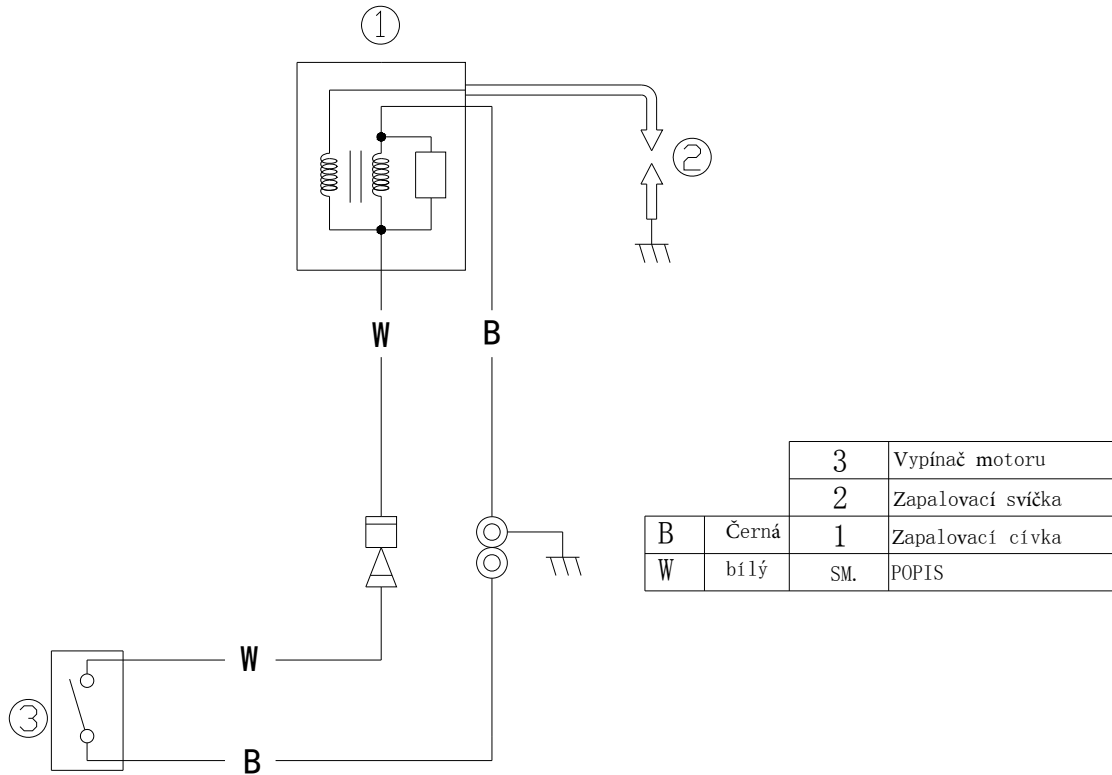 1
2
W
B
3 Vypínač motoru
2 Zapalovací svíčka
B Černá 1 Zapalovací cívka
W bílý SM. POPIS
W
3
B